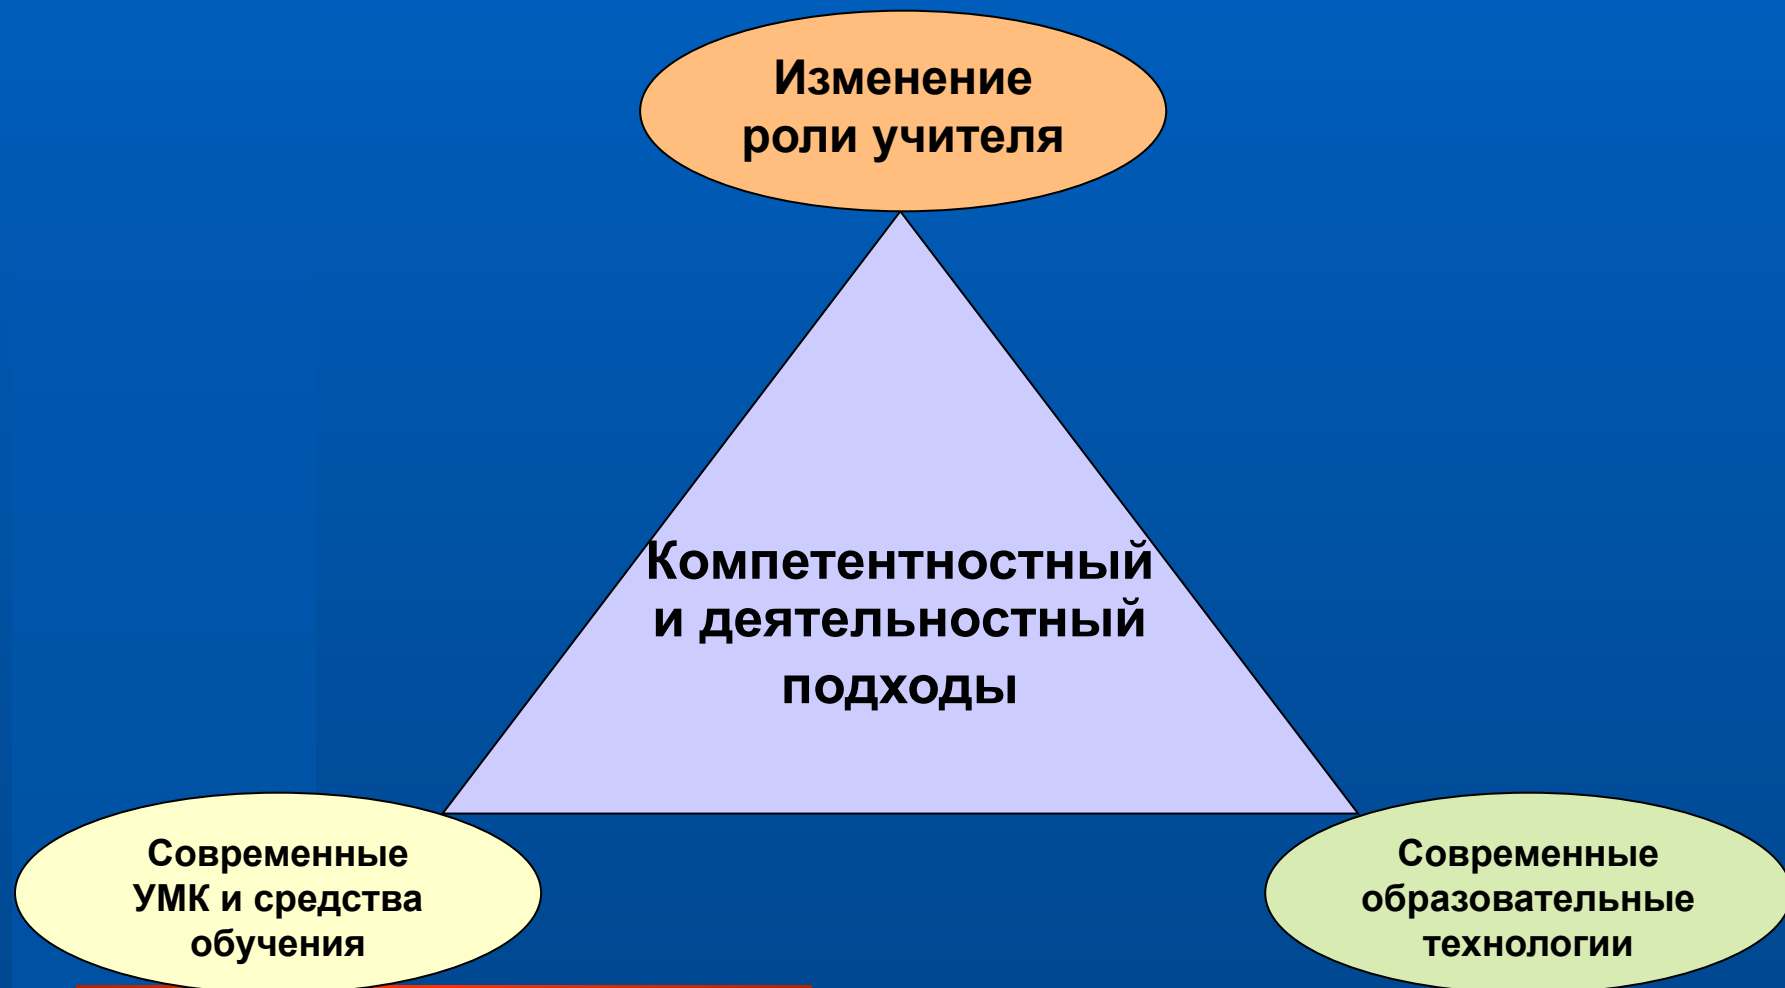 Изменение
роли учителя
Компетентностный
и деятельностный
подходы
Современные
УМК и средства
обучения
Современные
образовательные
технологии